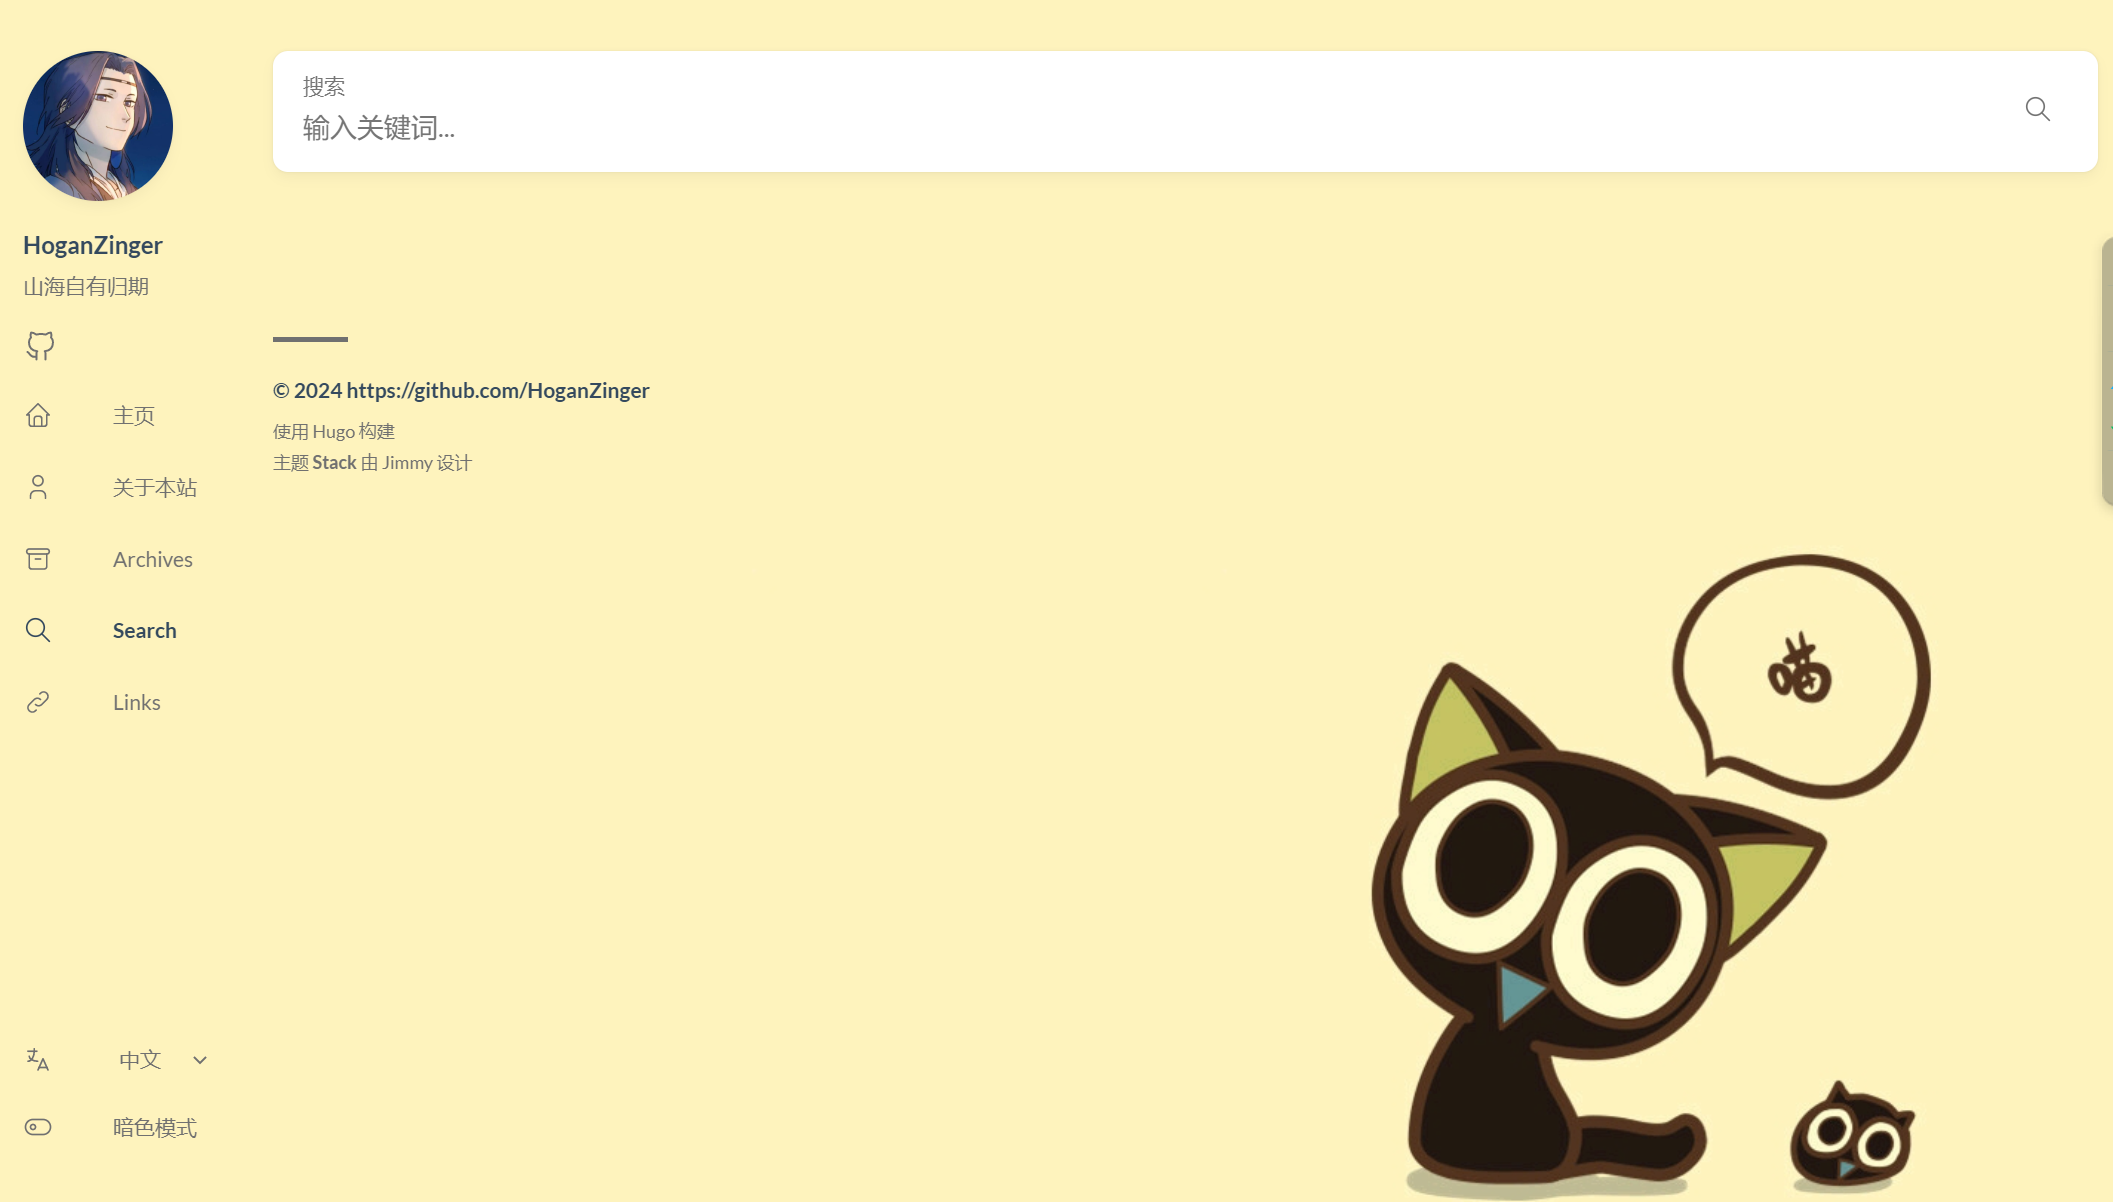 HoganZinger
山海自有归期
主页
关于本站
Archives
Search
Links
中文
暗色模式
搜索
输入关键词...
© 2024 https://github.com/HoganZinger
使用 Hugo 构建
主题 Stack 由 Jimmy 设计
喵